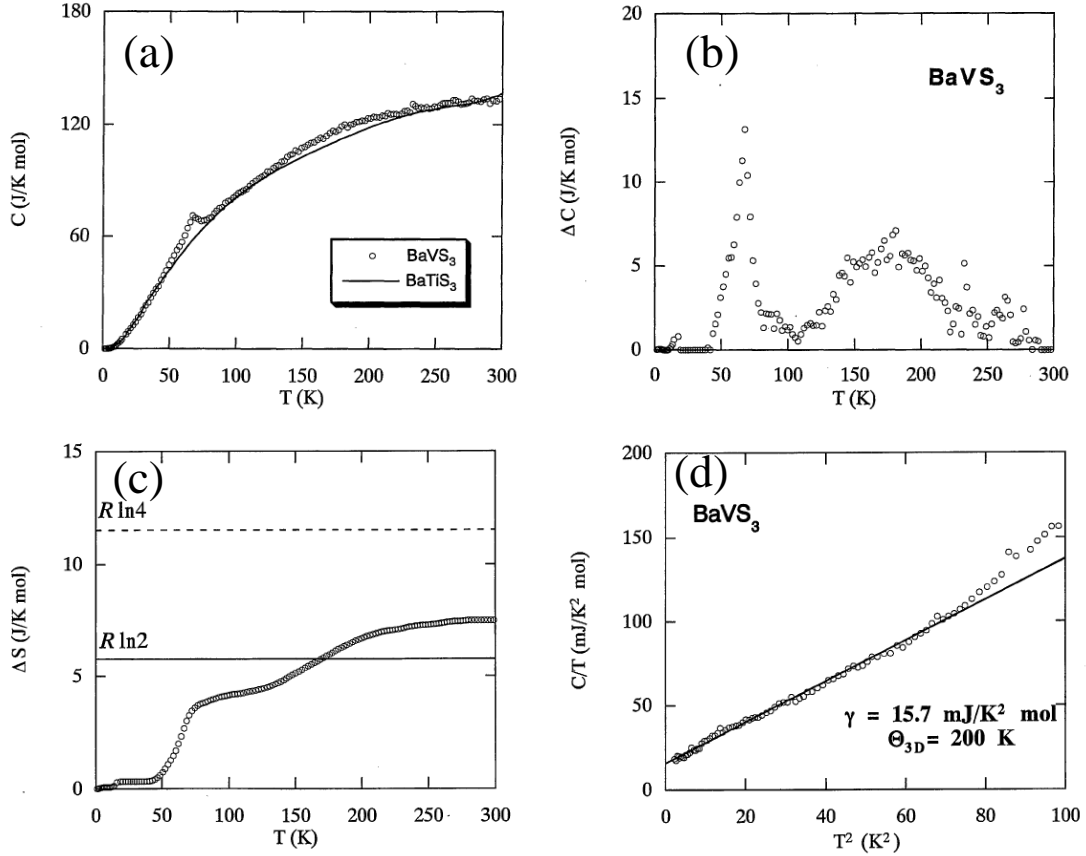 (a)
180
120
60
0
C (J/K mol)
0 50 100 150 200 250 300
T (K)
BaVS₃
BaTiS₃
(b)
BaVS₃
20
15
10
5
0
ΔC (J/K mol)
0 50 100 150 200 250 300
T (K)
(c)
15
10
5
0
R ln4
R ln2
ΔS (J/K mol)
0 50 100 150 200 250 300
T (K)
(d)
BaVS₃
200
150
100
50
0
C/T (mJ/K² mol)
γ = 15.7 mJ/K² mol
Θ₃D = 200 K
0 20 40 60 80 100
T² (K²)